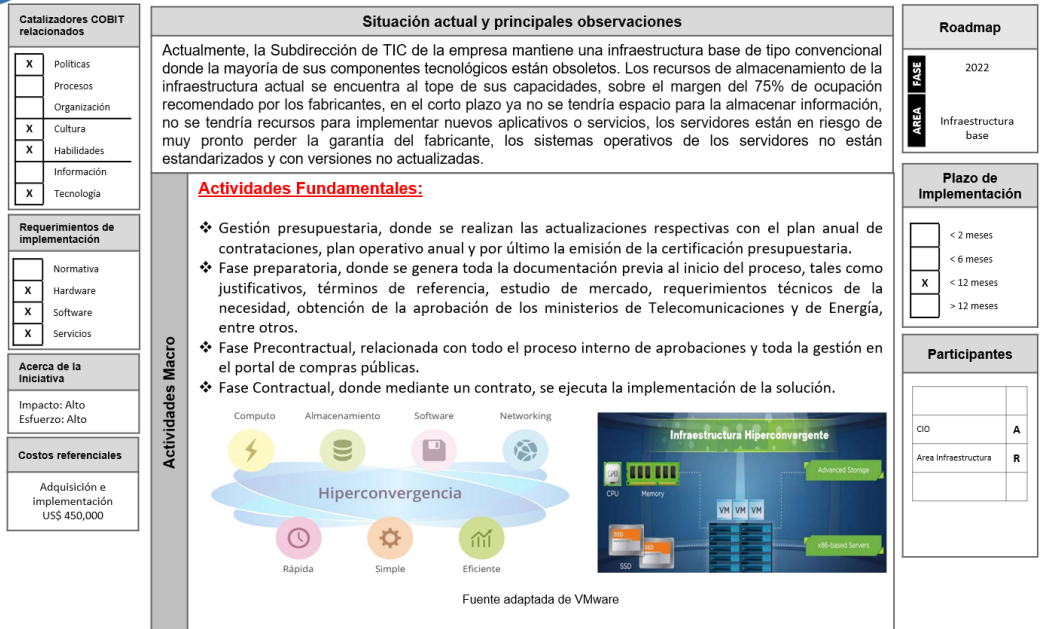 Catalizadores COBIT
relacionados
X Políticas
Procesos
Organización
X Cultura
X Habilidades
Información
X Tecnología
Requerimientos de
implementación
Normativa
X Hardware
X Software
X Servicios
Acerca de la
Iniciativa
Impacto: Alto
Esfuerzo: Alto
Costos referenciales
Adquisición e
implementación
US$ 450,000
Situación actual y principales observaciones
Actualmente, la Subdirección de TIC de la empresa mantiene una infraestructura base de tipo convencional
donde la mayoría de sus componentes tecnológicos están obsoletos. Los recursos de almacenamiento de la
infraestructura actual se encuentra al tope de sus capacidades, sobre el margen del 75% de ocupación
recomendado por los fabricantes, en el corto plazo ya no se tendría espacio para la almacenar información,
no se tendría recursos para implementar nuevos aplicativos o servicios, los servidores están en riesgo de
muy pronto perder la garantía del fabricante, los sistemas operativos de los servidores no están
estandarizados y con versiones no actualizadas.
Actividades Macro
Actividades Fundamentales:
❖ Gestión presupuestaria, donde se realizan las actualizaciones respectivas con el plan anual de
contrataciones, plan operativo anual y por último la emisión de la certificación presupuestaria.
❖ Fase preparatoria, donde se genera toda la documentación previa al inicio del proceso, tales como
justificativos, términos de referencia, estudio de mercado, requerimientos técnicos de la
necesidad, obtención de la aprobación de los ministerios de Telecomunicaciones y de Energía,
entre otros.
❖ Fase Precontractual, relacionada con todo el proceso interno de aprobaciones y toda la gestión en
el portal de compras públicas.
❖ Fase Contractual, donde mediante un contrato, se ejecuta la implementación de la solución.
Computo Almacenamiento Software Networking
Hiperconvergencia
Rápida Simple Eficiente
Infraestructura Hiperconvergente
CPU
CPU Memory
Advanced Storage
VM VM VM
SSD
SSD
SSD
x86-based Servers
Fuente adaptada de VMware
Roadmap
FASE 2022
AREA Infraestructura
base
Plazo de
Implementación
< 2 meses
< 6 meses
X < 12 meses
> 12 meses
Participantes
CIO A
Area Infraestructura R